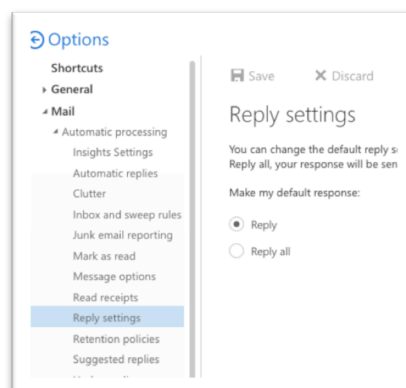 Options
Shortcuts
General
Mail
Automatic processing
Insights Settings
Automatic replies
Clutter
Inbox and sweep rules
Junk email reporting
Mark as read
Message options
Read receipts
Reply settings
Retention policies
Suggested replies
Save Discard
Reply settings
You can change the default reply s
Reply all, your response will be sen
Make my default response:
Reply
Reply all